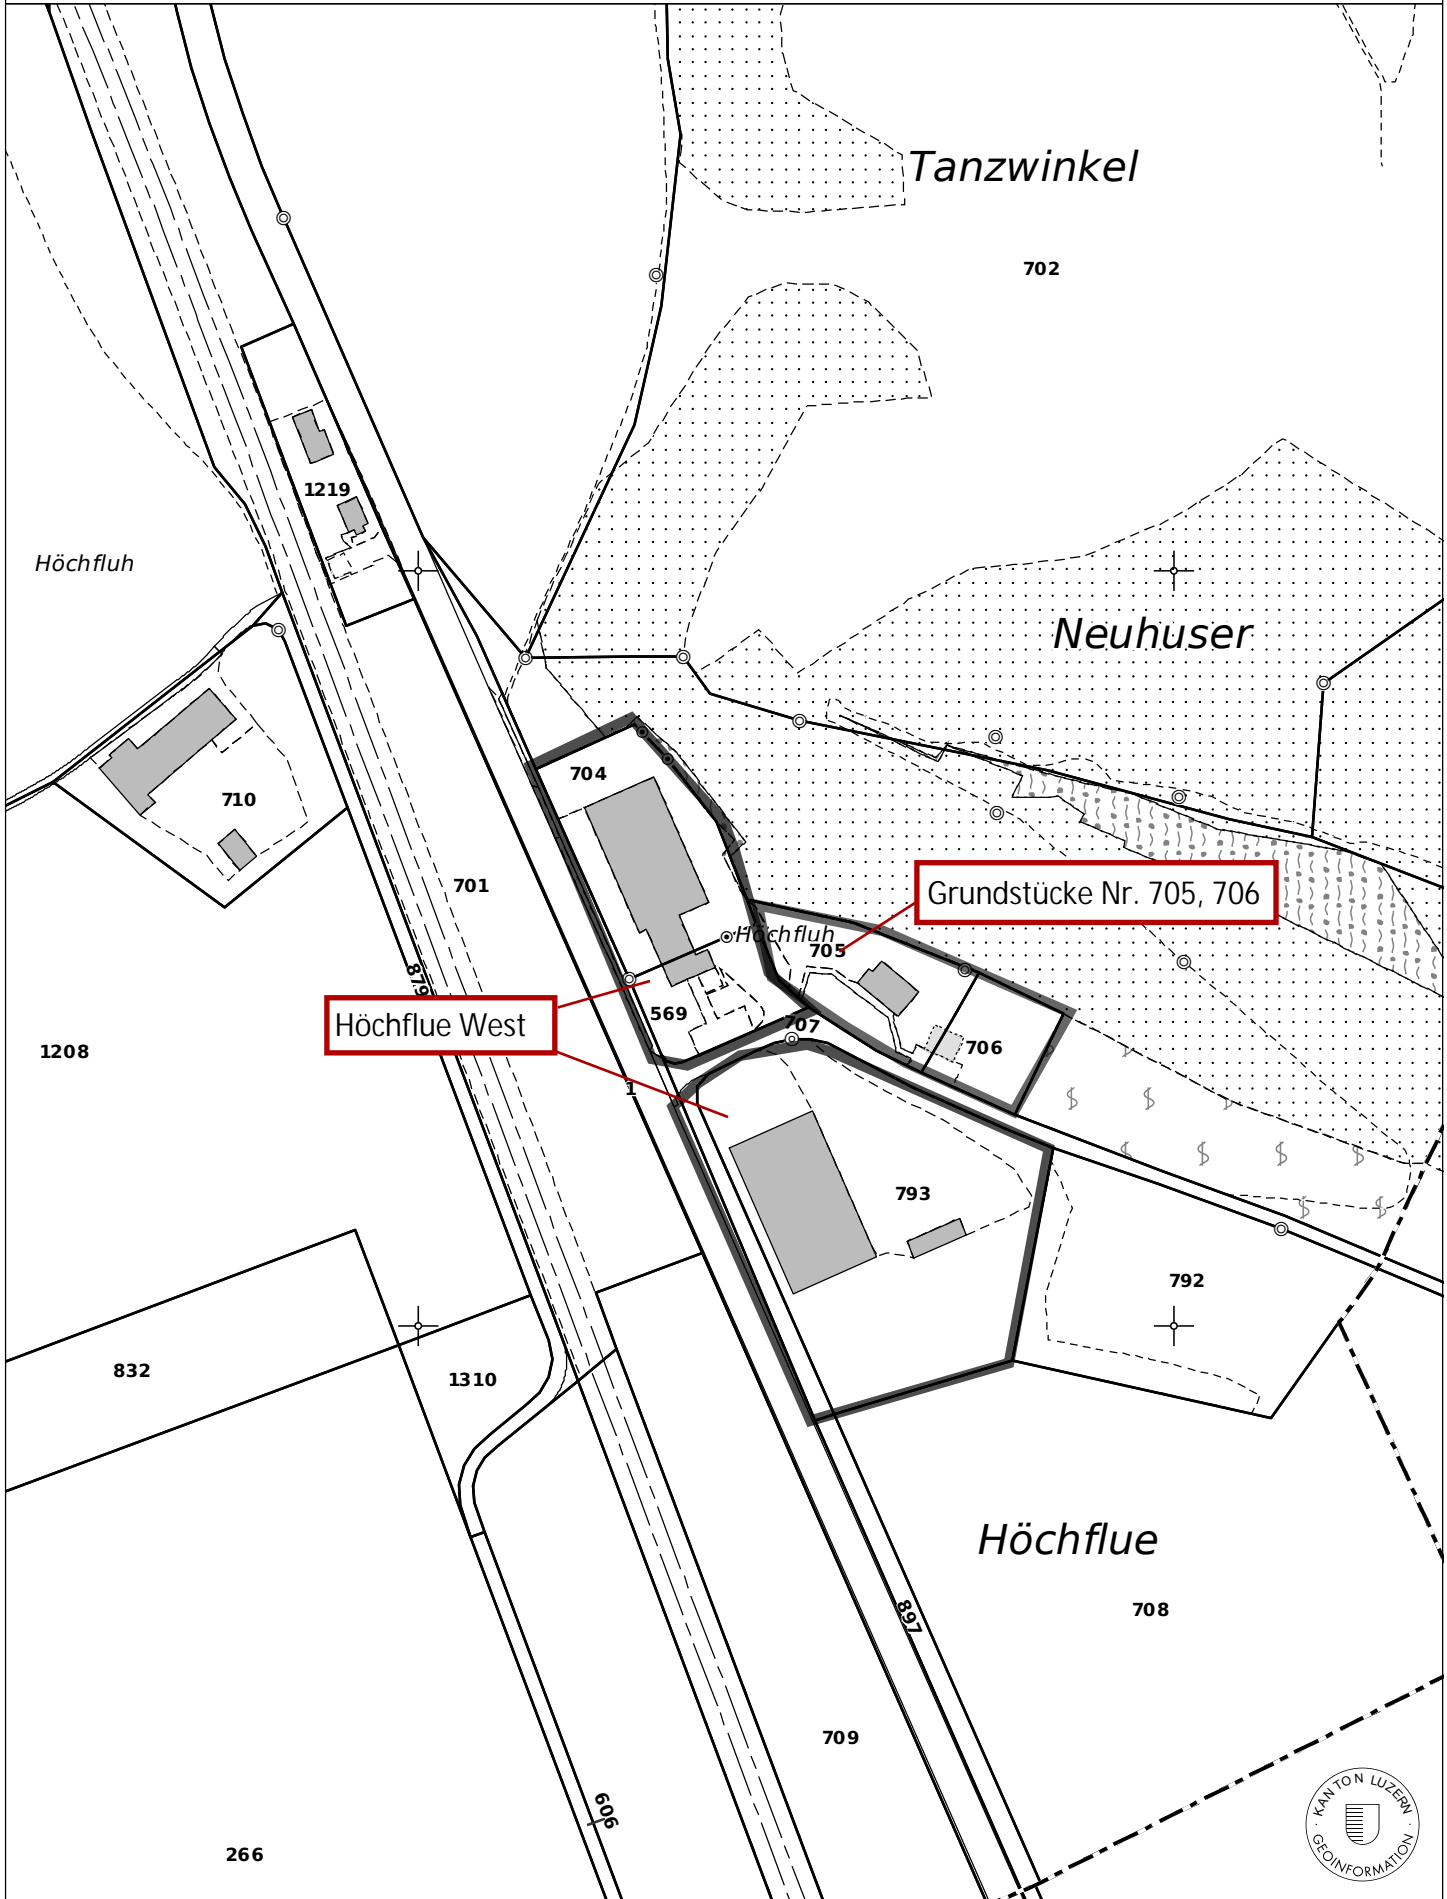 Tanzwinkel
702
1219
Höchfluh
Neuhuser
704
710
701
Grundstücke Nr. 705, 706
Höchfluh
705
879
569
Höchflue West
707
706
1208
1
793
792
832
1310
Höchflue
897
708
709
606
266
KANTON LUZERN
GEOINFORMATION